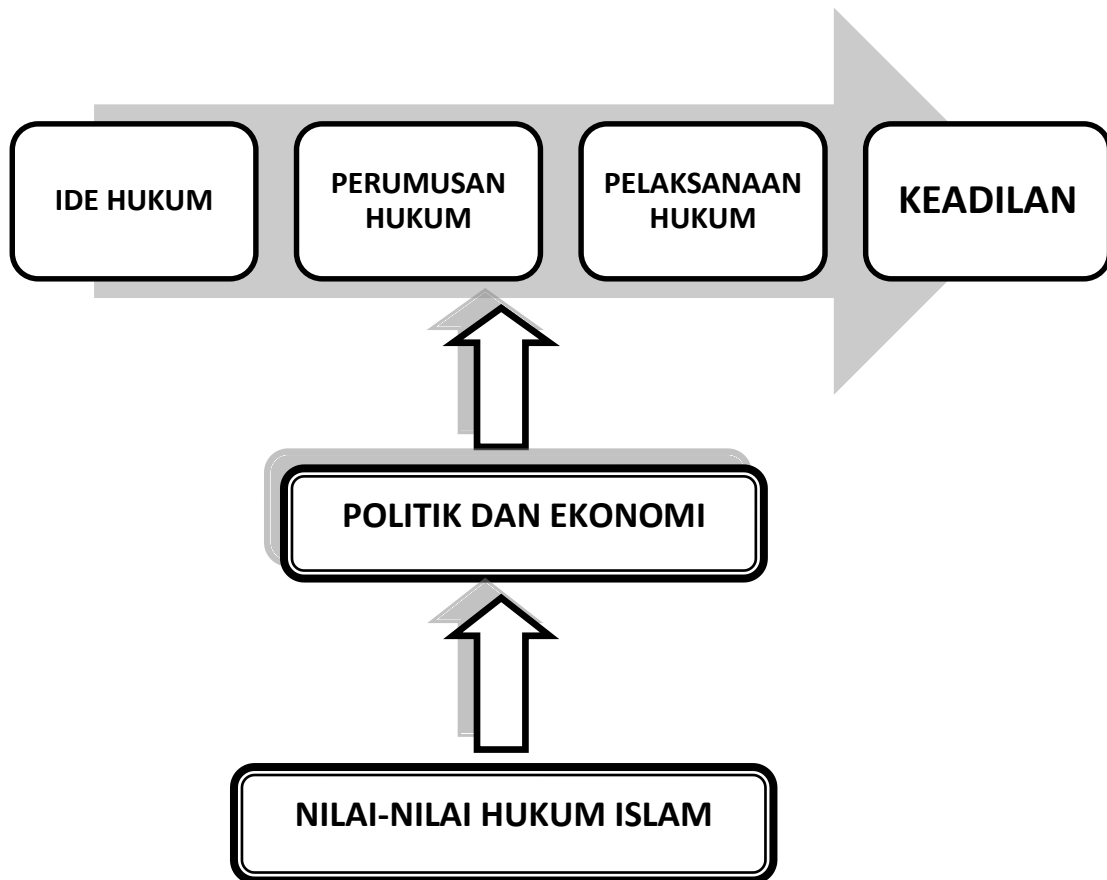 IDE HUKUM
PERUMUSAN
HUKUM
PELAKSANAAN
HUKUM
KEADILAN
POLITIK DAN EKONOMI
NILAI-NILAI HUKUM ISLAM